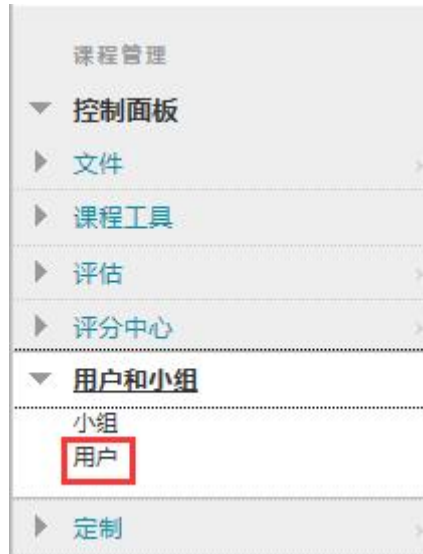 课程管理
控制面板
文件
课程工具
评估
评分中心
用户和小组
小组
用户
定制